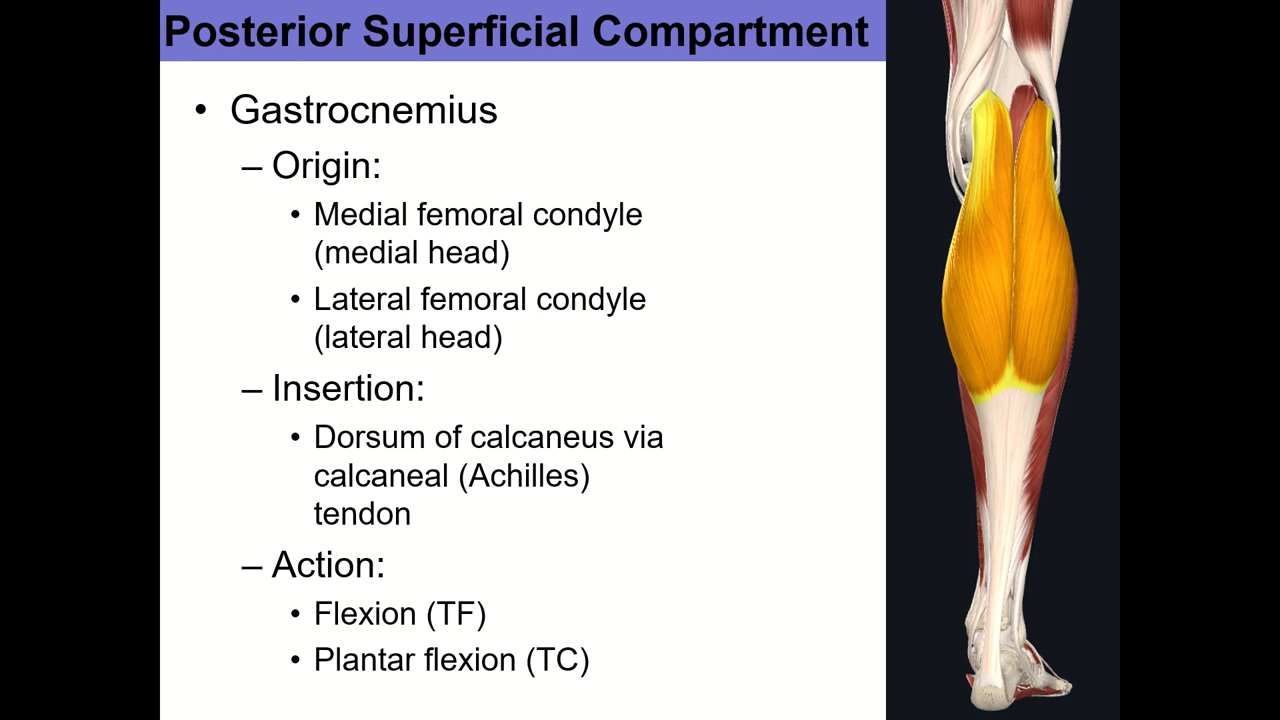 Posterior Superficial Compartment
• Gastrocnemius
– Origin:
• Medial femoral condyle
(medial head)
• Lateral femoral condyle
(lateral head)
– Insertion:
• Dorsum of calcaneus via
calcaneal (Achilles)
tendon
– Action:
• Flexion (TF)
• Plantar flexion (TC)